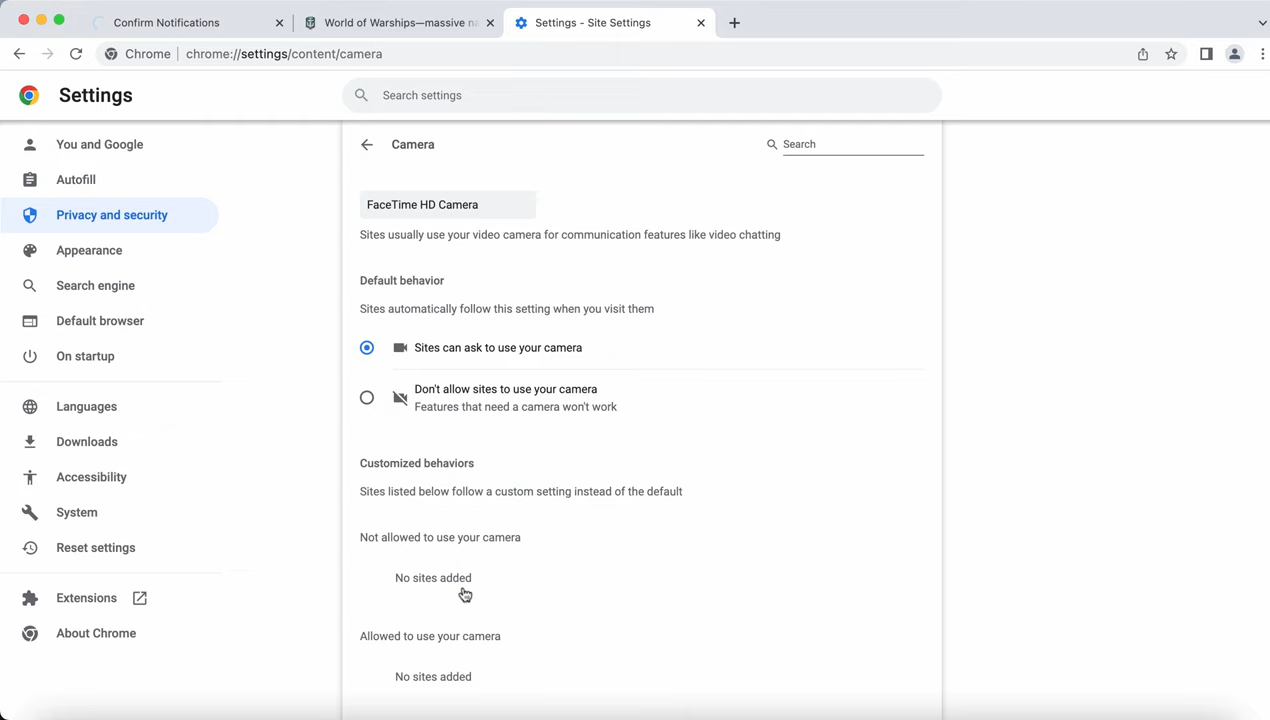 Confirm Notifications
World of Warships—massive na
Settings - Site Settings
Chrome
chrome://settings/content/camera
Settings
Search settings
You and Google
Autofill
Privacy and security
Appearance
Search engine
Default browser
On startup
Languages
Downloads
Accessibility
System
Reset settings
Extensions
About Chrome
Camera
Search
FaceTime HD Camera
Sites usually use your video camera for communication features like video chatting
Default behavior
Sites automatically follow this setting when you visit them
Sites can ask to use your camera
Don't allow sites to use your camera
Features that need a camera won't work
Customized behaviors
Sites listed below follow a custom setting instead of the default
Not allowed to use your camera
No sites added
Allowed to use your camera
No sites added